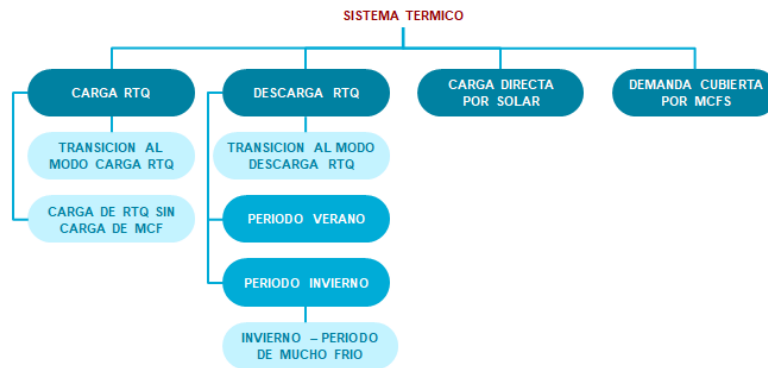 SISTEMA TERMICO
CARGA RTQ
DESCARGA RTQ
CARGA DIRECTA
POR SOLAR
DEMANDA CUBIERTA
POR MCFS
TRANSICION AL
MODO CARGA RTQ
TRANSICION AL MODO
DESCARGA RTQ
CARGA DE RTQ SIN
CARGA DE MCF
PERIODO VERANO
PERIODO INVIERNO
INVIERNO – PERIODO
DE MUCHO FRIO